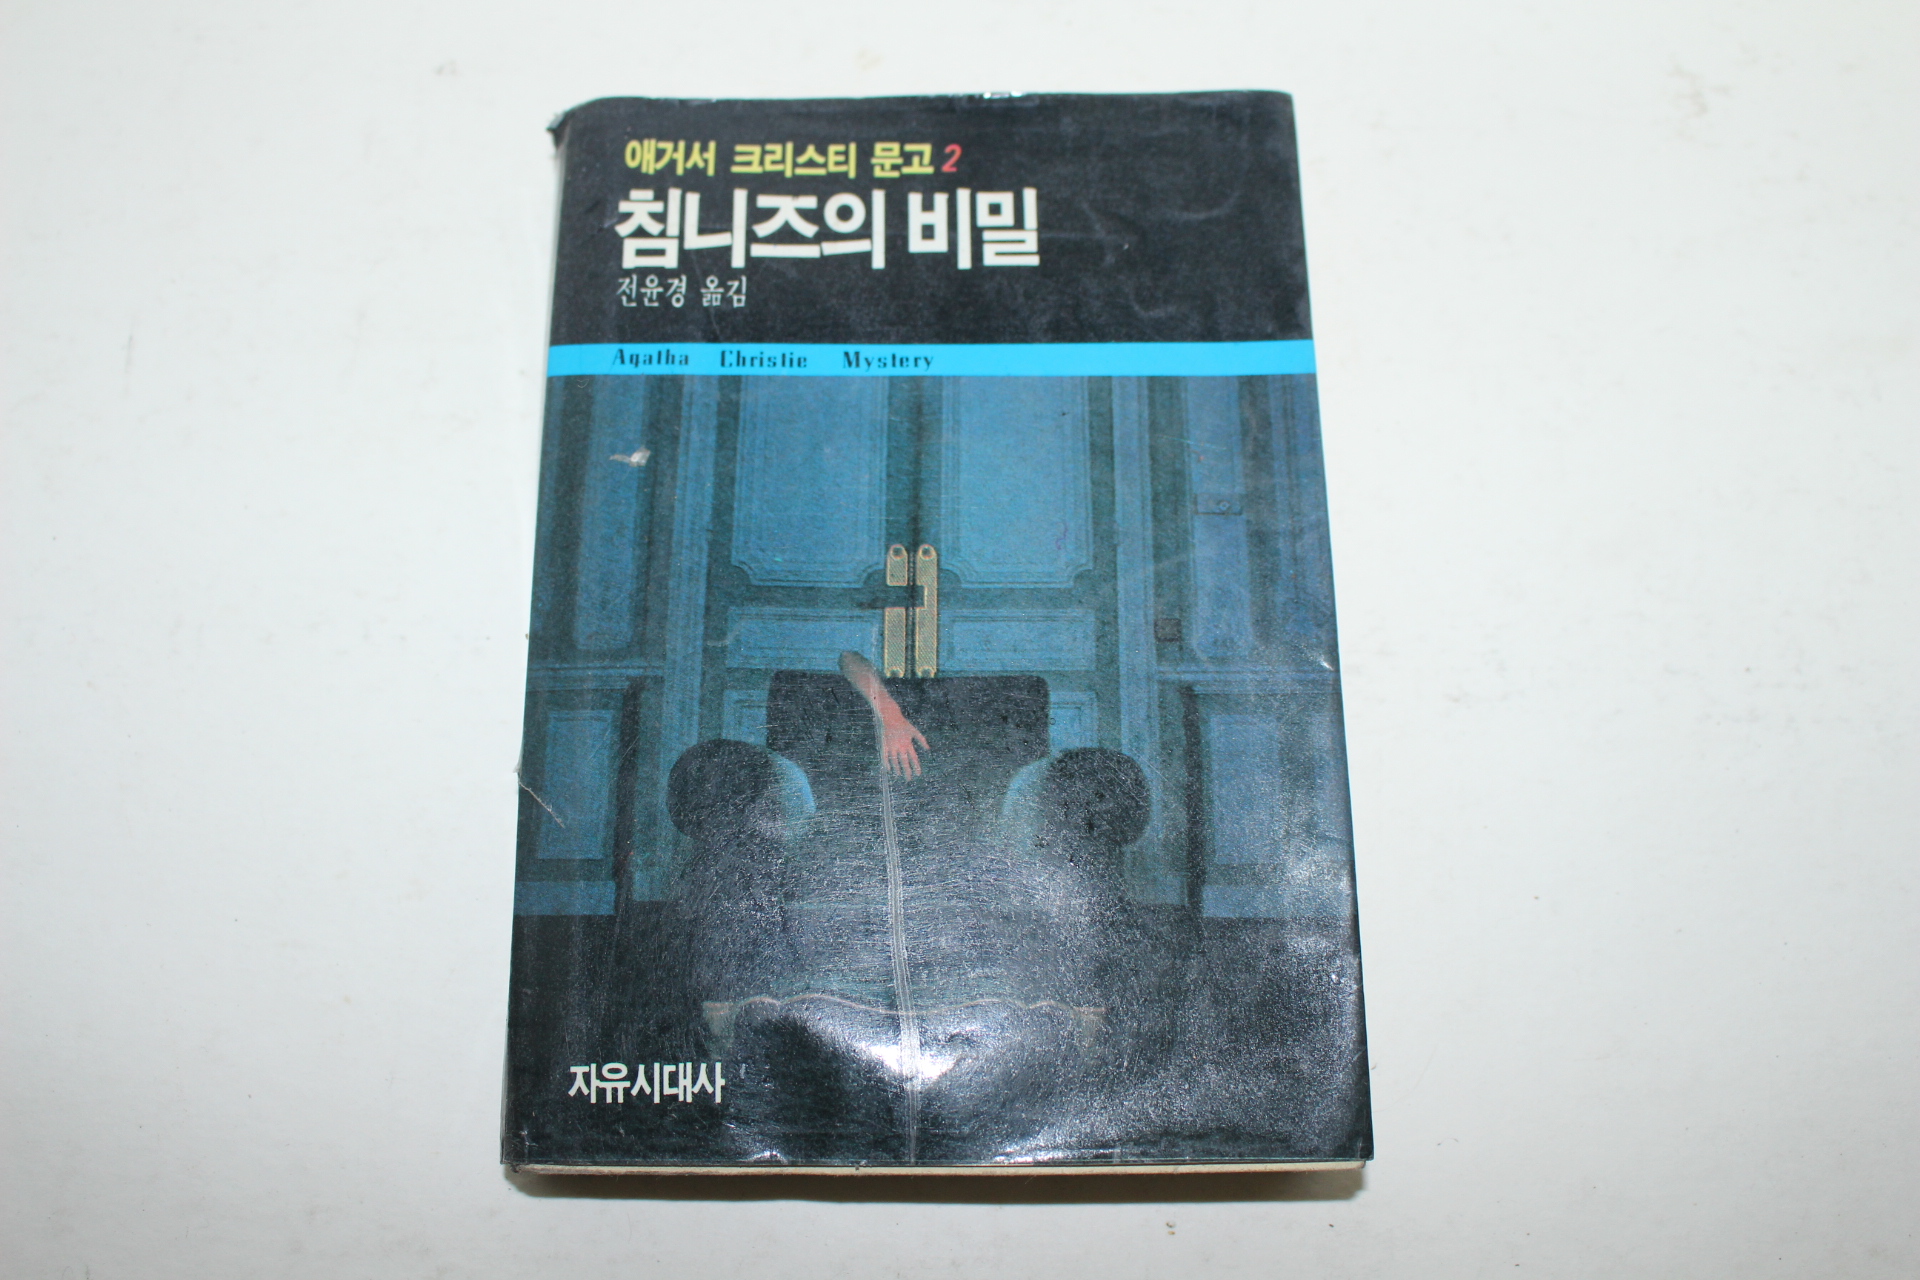 애거서 크리스티 문고 2
침니즈의 비밀
전윤경 옮김
Agatha Christie Mystery
자유시대사